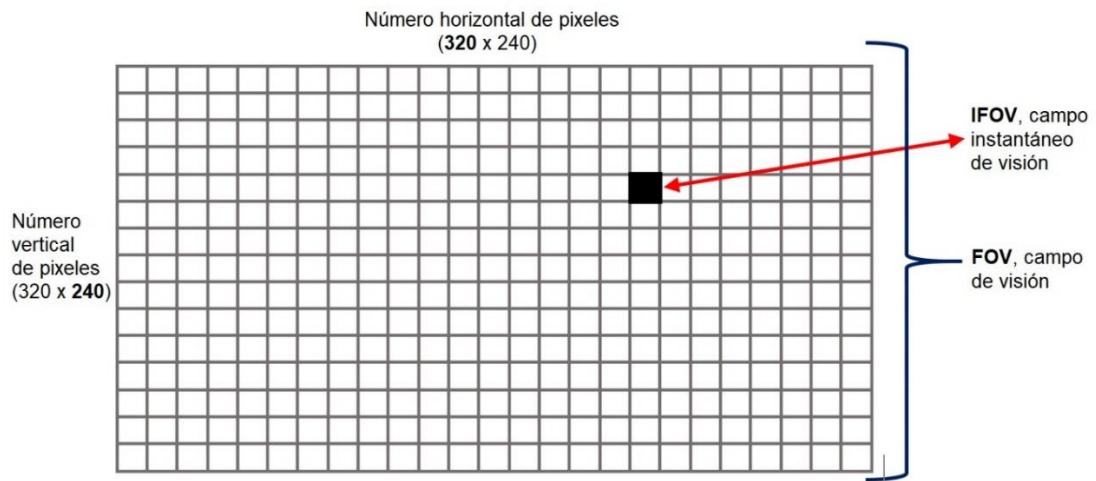 Número horizontal de pixeles
(320 x 240)
IFOV, campo
instantáneo
de visión
Número
vertical
de pixeles
(320 x 240)
FOV, campo
de visión